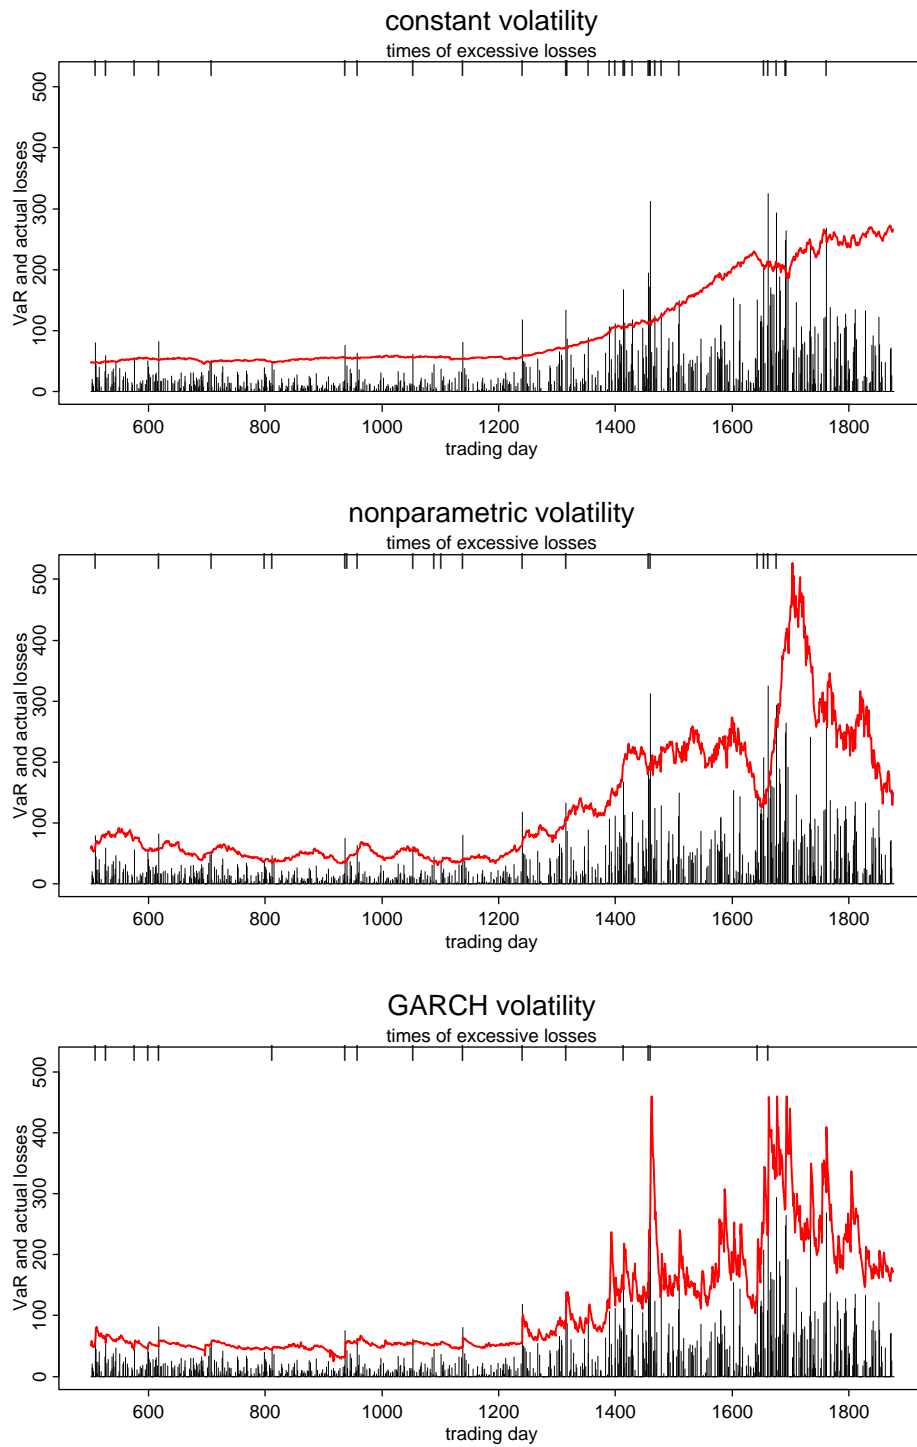 constant volatility
times of excessive losses
VaR and actual losses
500
400
300
200
100
0
600 800 1000 1200 1400 1600 1800
trading day
nonparametric volatility
times of excessive losses
VaR and actual losses
500
400
300
200
100
0
600 800 1000 1200 1400 1600 1800
trading day
GARCH volatility
times of excessive losses
VaR and actual losses
500
400
300
200
100
0
600 800 1000 1200 1400 1600 1800
trading day